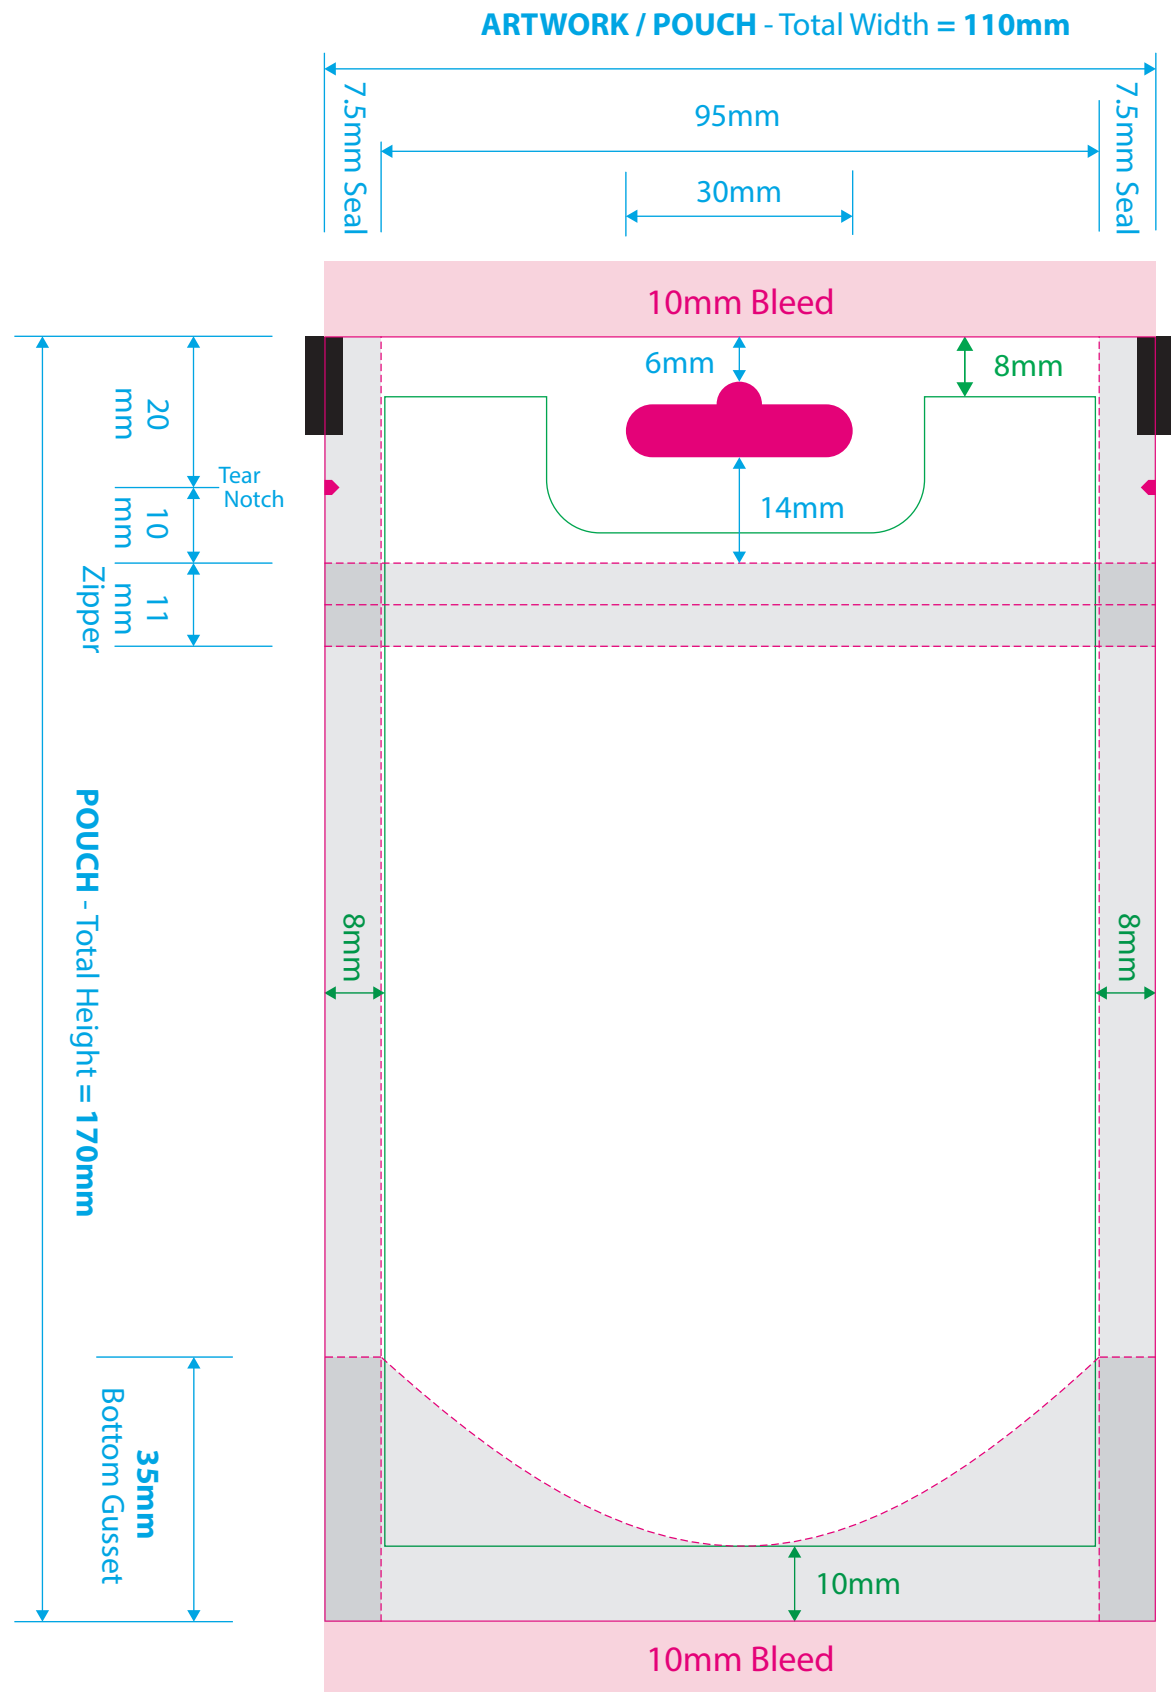 ARTWORK / POUCH - Total Width = 110mm
7.5mm Seal
95mm
7.5mm Seal
30mm
10mm Bleed
6mm
8mm
20
mm
Tear
Notch
14mm
10
mm
11
mm
Zipper
POUCH - Total Height = 170mm
8mm
8mm
35mm
Bottom Gusset
10mm
10mm Bleed